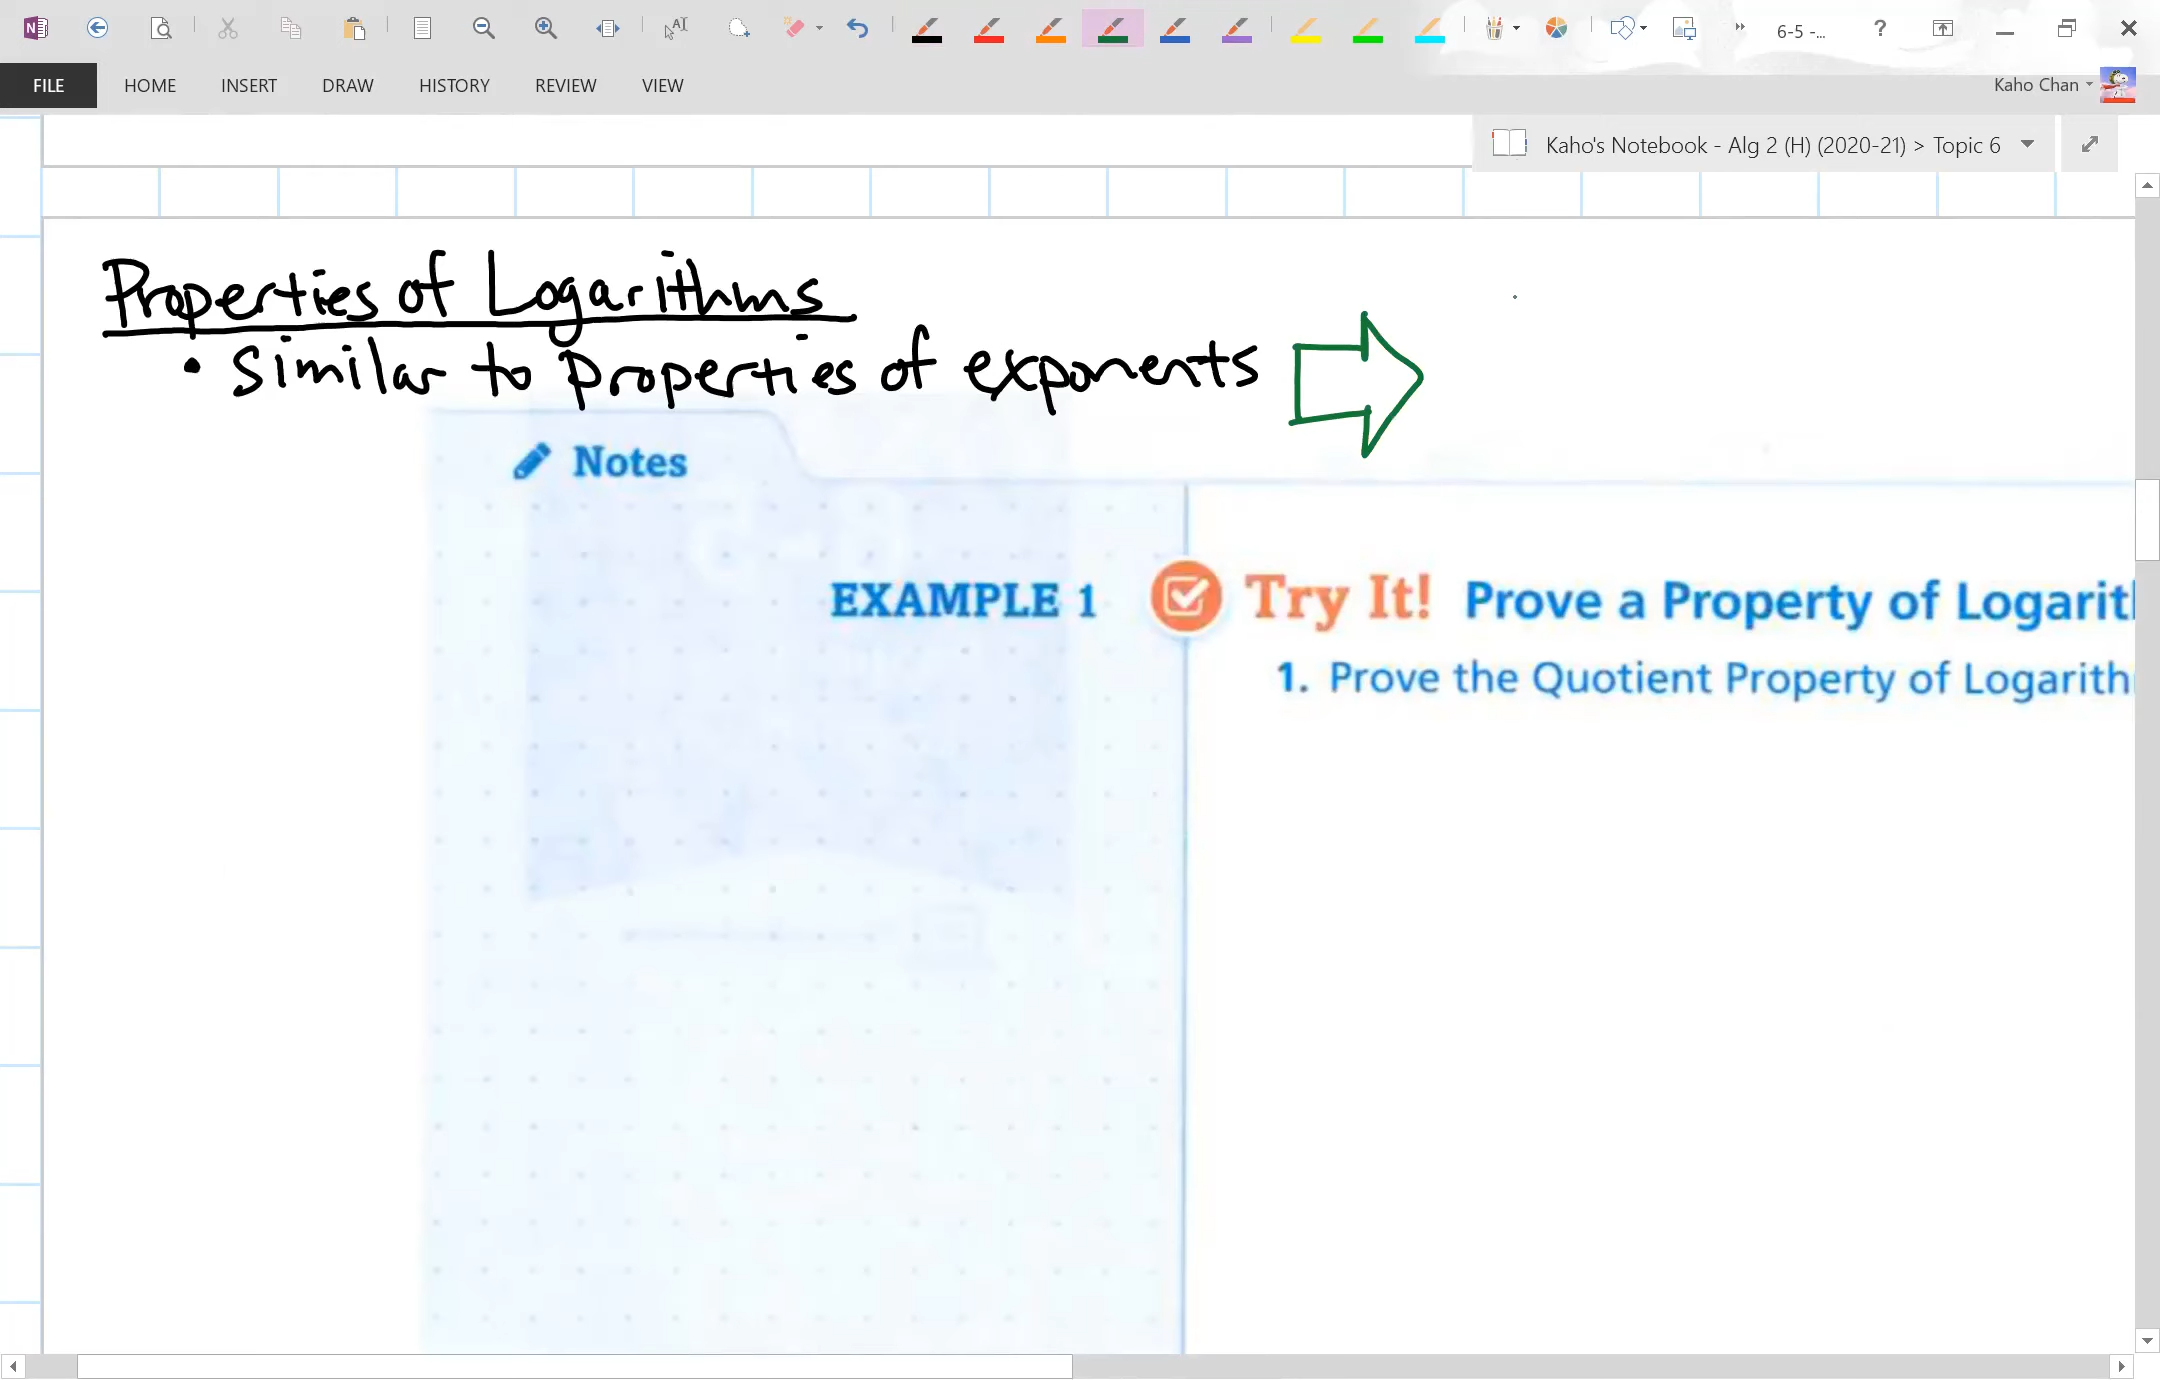 6-5 -...
?
FILE HOME INSERT DRAW HISTORY REVIEW VIEW
Kaho Chan
Kaho's Notebook - Alg 2 (H) (2020-21) > Topic 6
Properties of Logarithms
• similar to properties of exponents
Notes
EXAMPLE 1 Try It! Prove a Property of Logarit
1. Prove the Quotient Property of Logarith